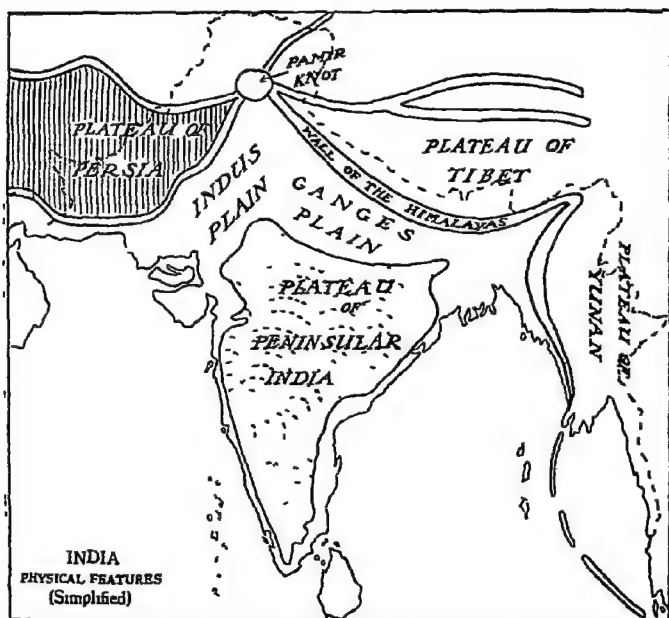 PAMIR
KNOT
PLATEAU OF
PERSIA
PLATEAU OF
TIBET
WALL OF THE HIMALAYAS
INDUS
PLAIN
GANGES
PLAIN
PLATEAU
OF
PENINSULAR
INDIA
PLATEAU OF
YUNAN
INDIA
PHYSICAL FEATURES
(Simplified)